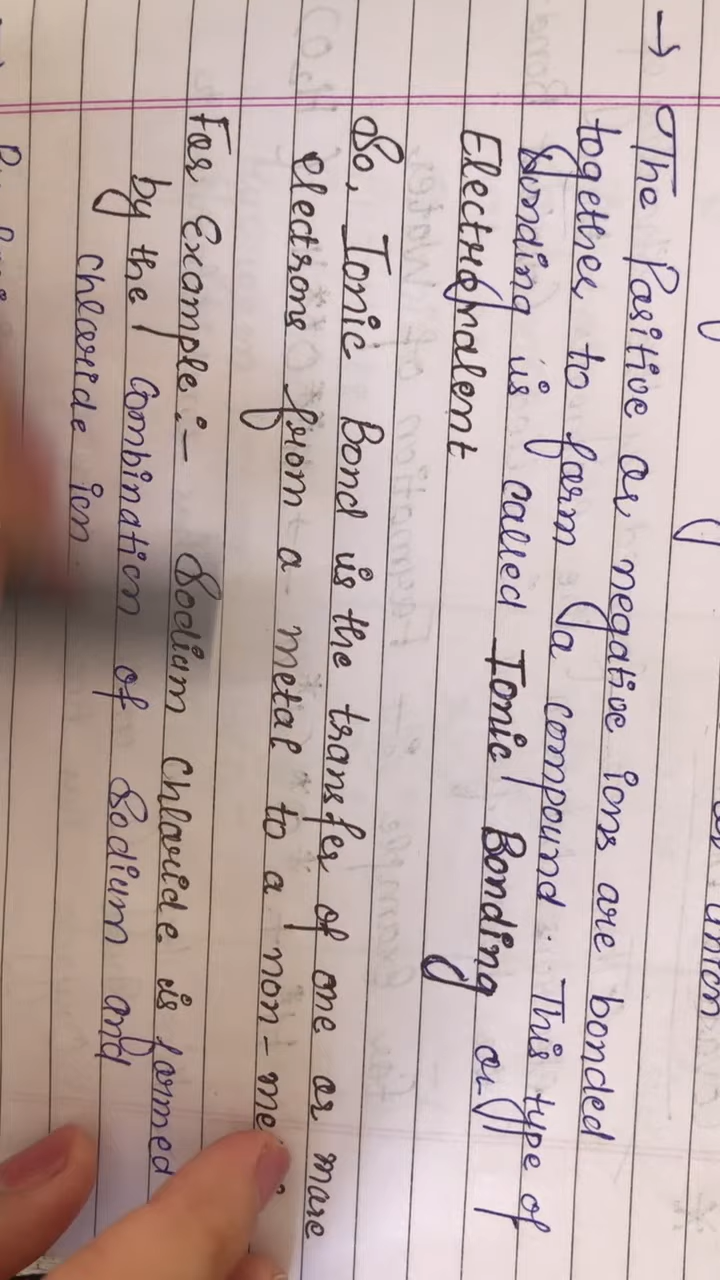 → The Positive or negative ions are bonded
together to form a compound. This type of
Bonding is called Ionic Bonding or
Electrovalent
So, Ionic Bond is the transfer of one or more
electrons from a metal to a non-me
For Example:- Sodium Chloride is formed
by the combination of Sodium and
chloride ion.